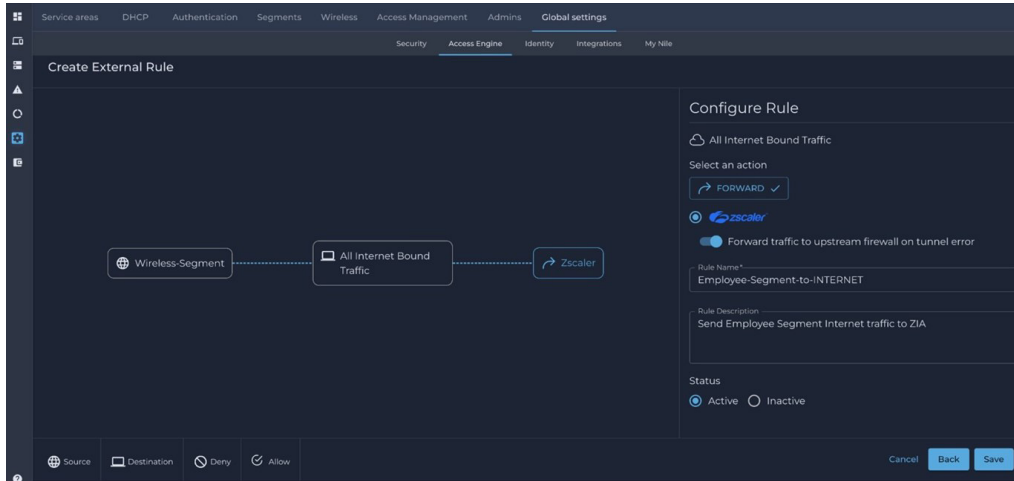 Service areas DHCP Authentication Segments Wireless Access Management Admins Global settings
Security Access Engine Identity Integrations My Nile
Create External Rule
Wireless-Segment
All Internet Bound
Traffic
Zscaler
Configure Rule
All Internet Bound Traffic
Select an action
FORWARD
zscaler
Forward traffic to upstream firewall on tunnel error
Rule Name*
Employee-Segment-to-INTERNET
Rule Description
Send Employee Segment Internet traffic to ZIA
Status
Active Inactive
Source Destination Deny Allow
Cancel Back Save